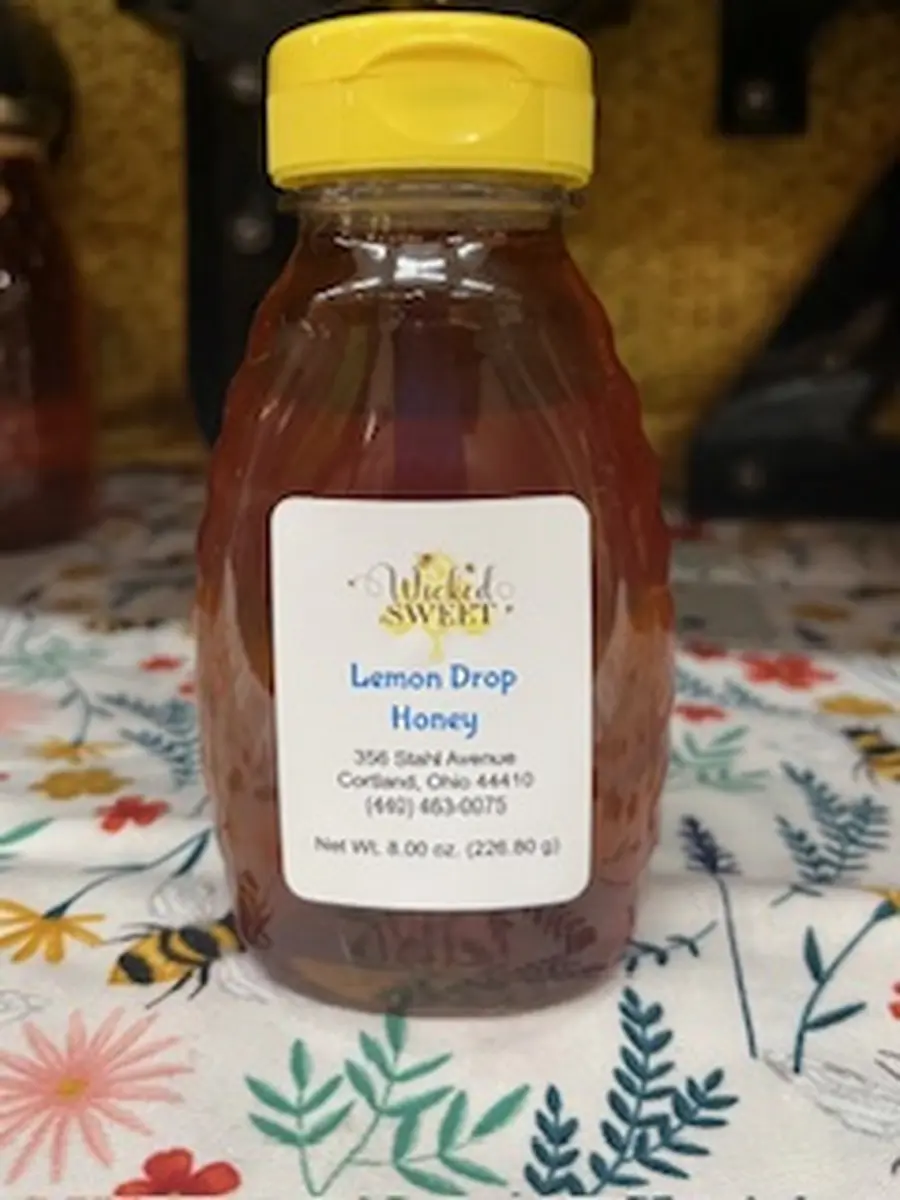 Wicked
SWEET
Lemon Drop
Honey
356 Stahl Avenue
Cortland, Ohio 44410
(440) 463-0075
Net Wt. 8.00 oz. (226.80 g)